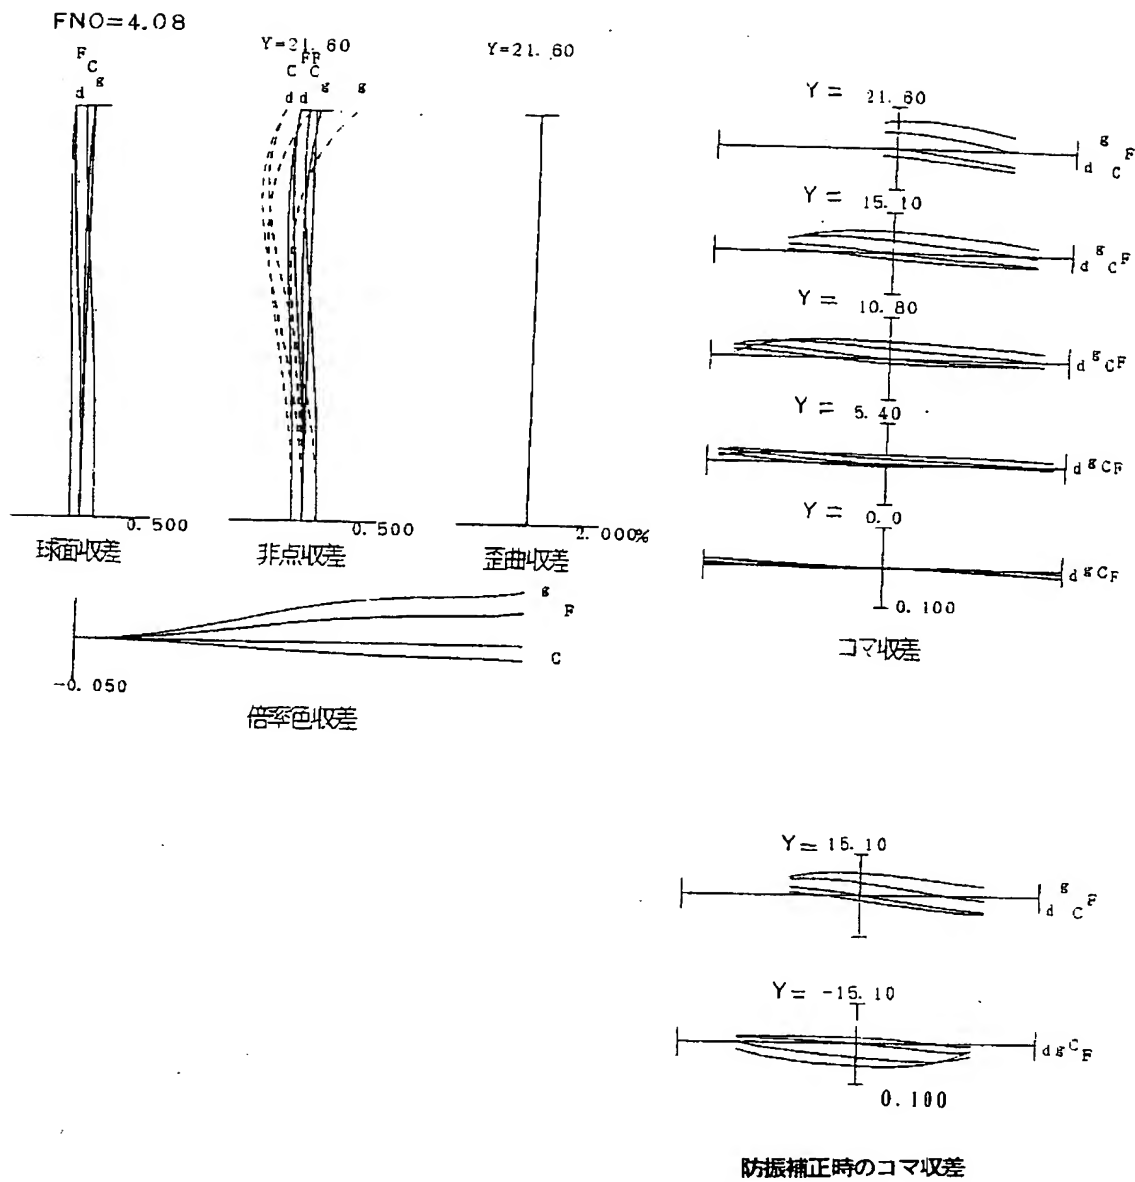 FNO=4.08
F
C
d
g
Y=21.60
C FF
C
d d g g
Y=21.60
0.500
球面収差
0.500
非点収差
2.000%
歪曲収差
g
F
C
-0.050
倍率色収差
Y= 21.60
d g C F
Y= 15.10
d g C F
Y= 10.80
d g C F
Y= 5.40
d g C F
Y= 0.0
d g C F
0.100
コマ収差
Y= 15.10
d g C F
Y= -15.10
d g C F
0.100
防振補正時のコマ収差